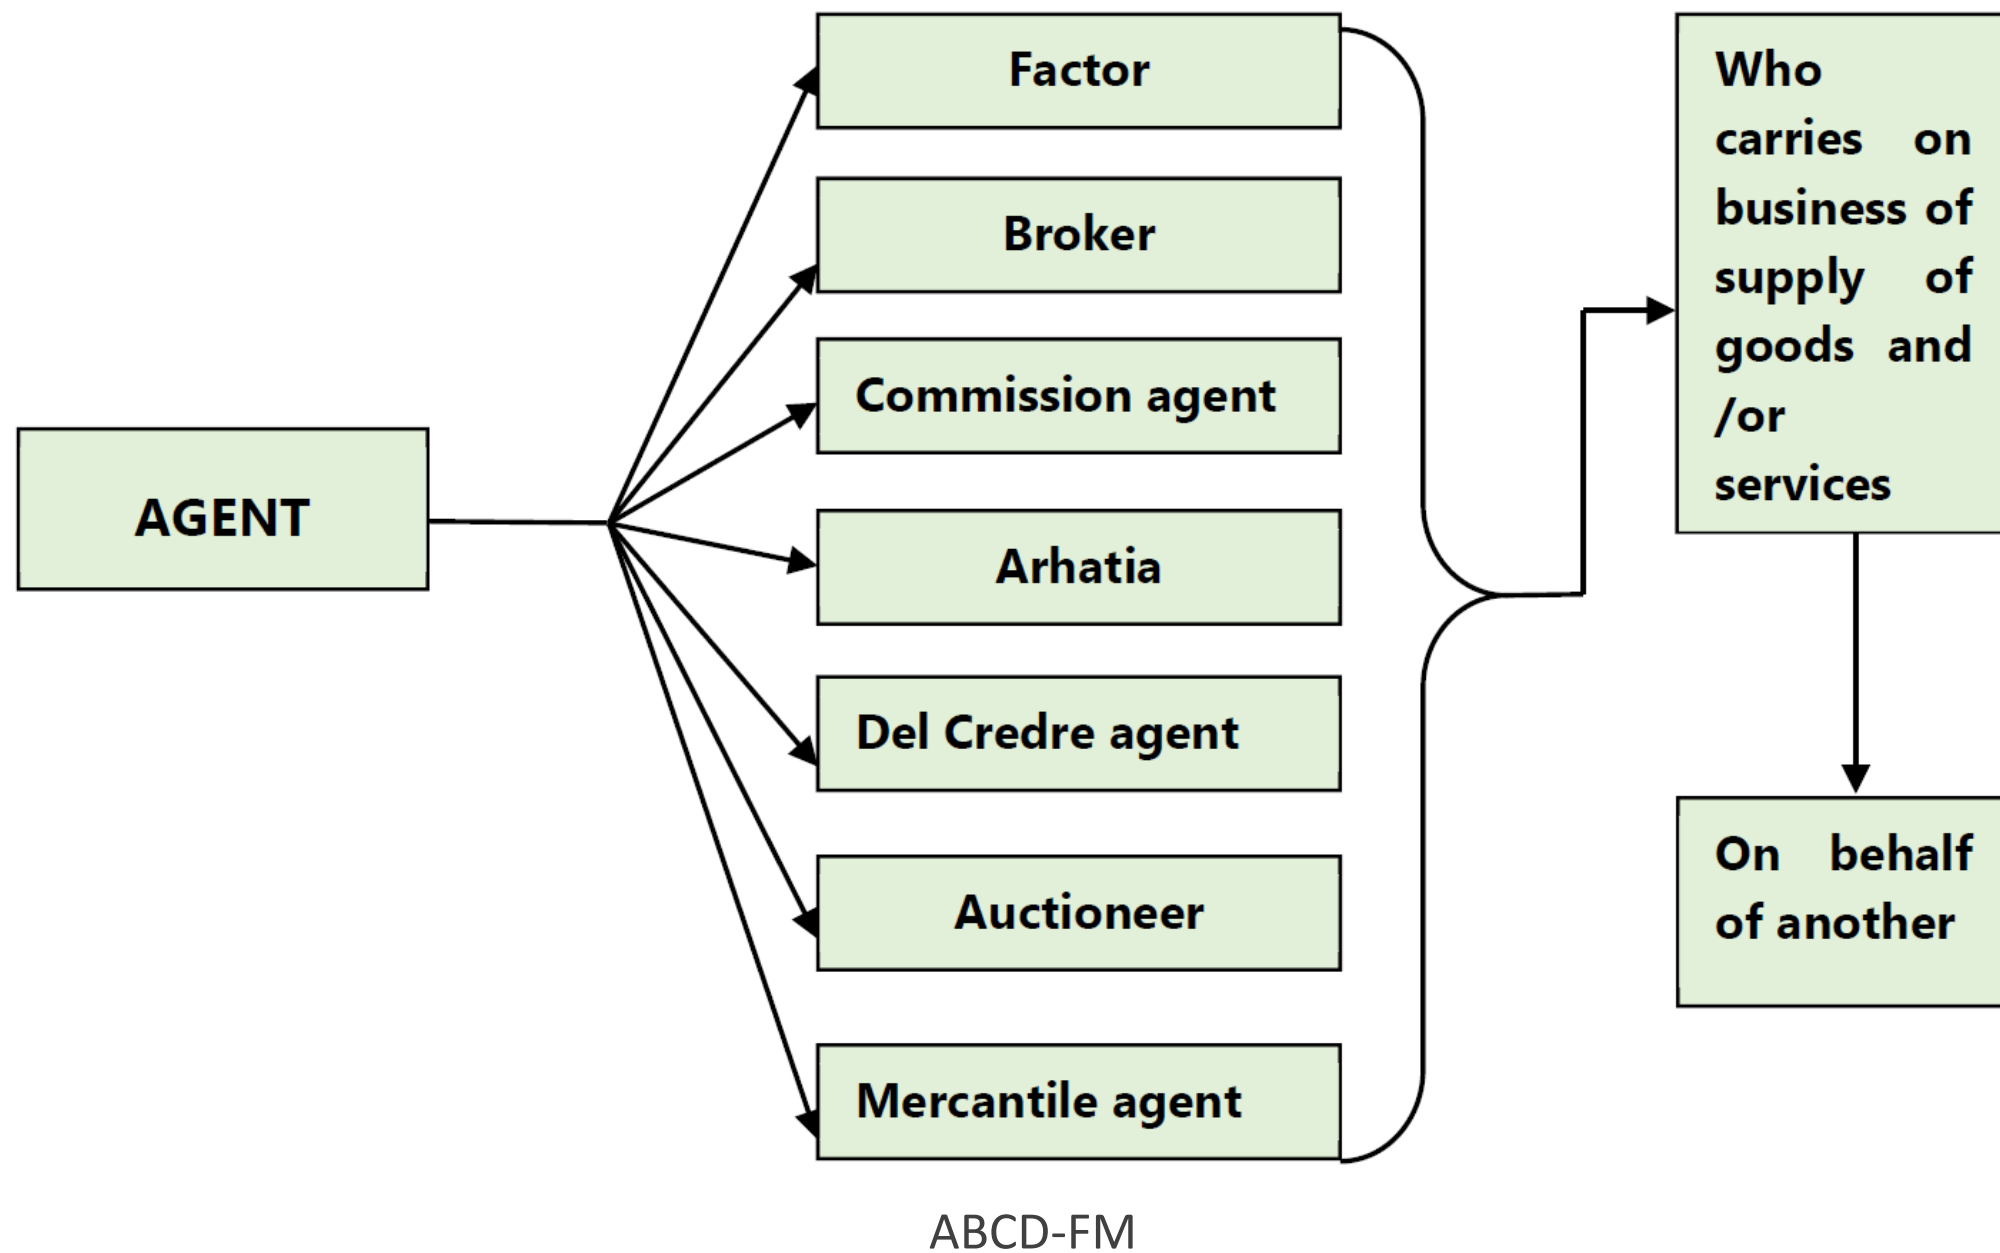 AGENT
Factor
Broker
Commission agent
Arhatia
Del Credre agent
Auctioneer
Mercantile agent
Who
carries on
business of
supply of
goods and
/or
services
On behalf
of another
ABCD-FM